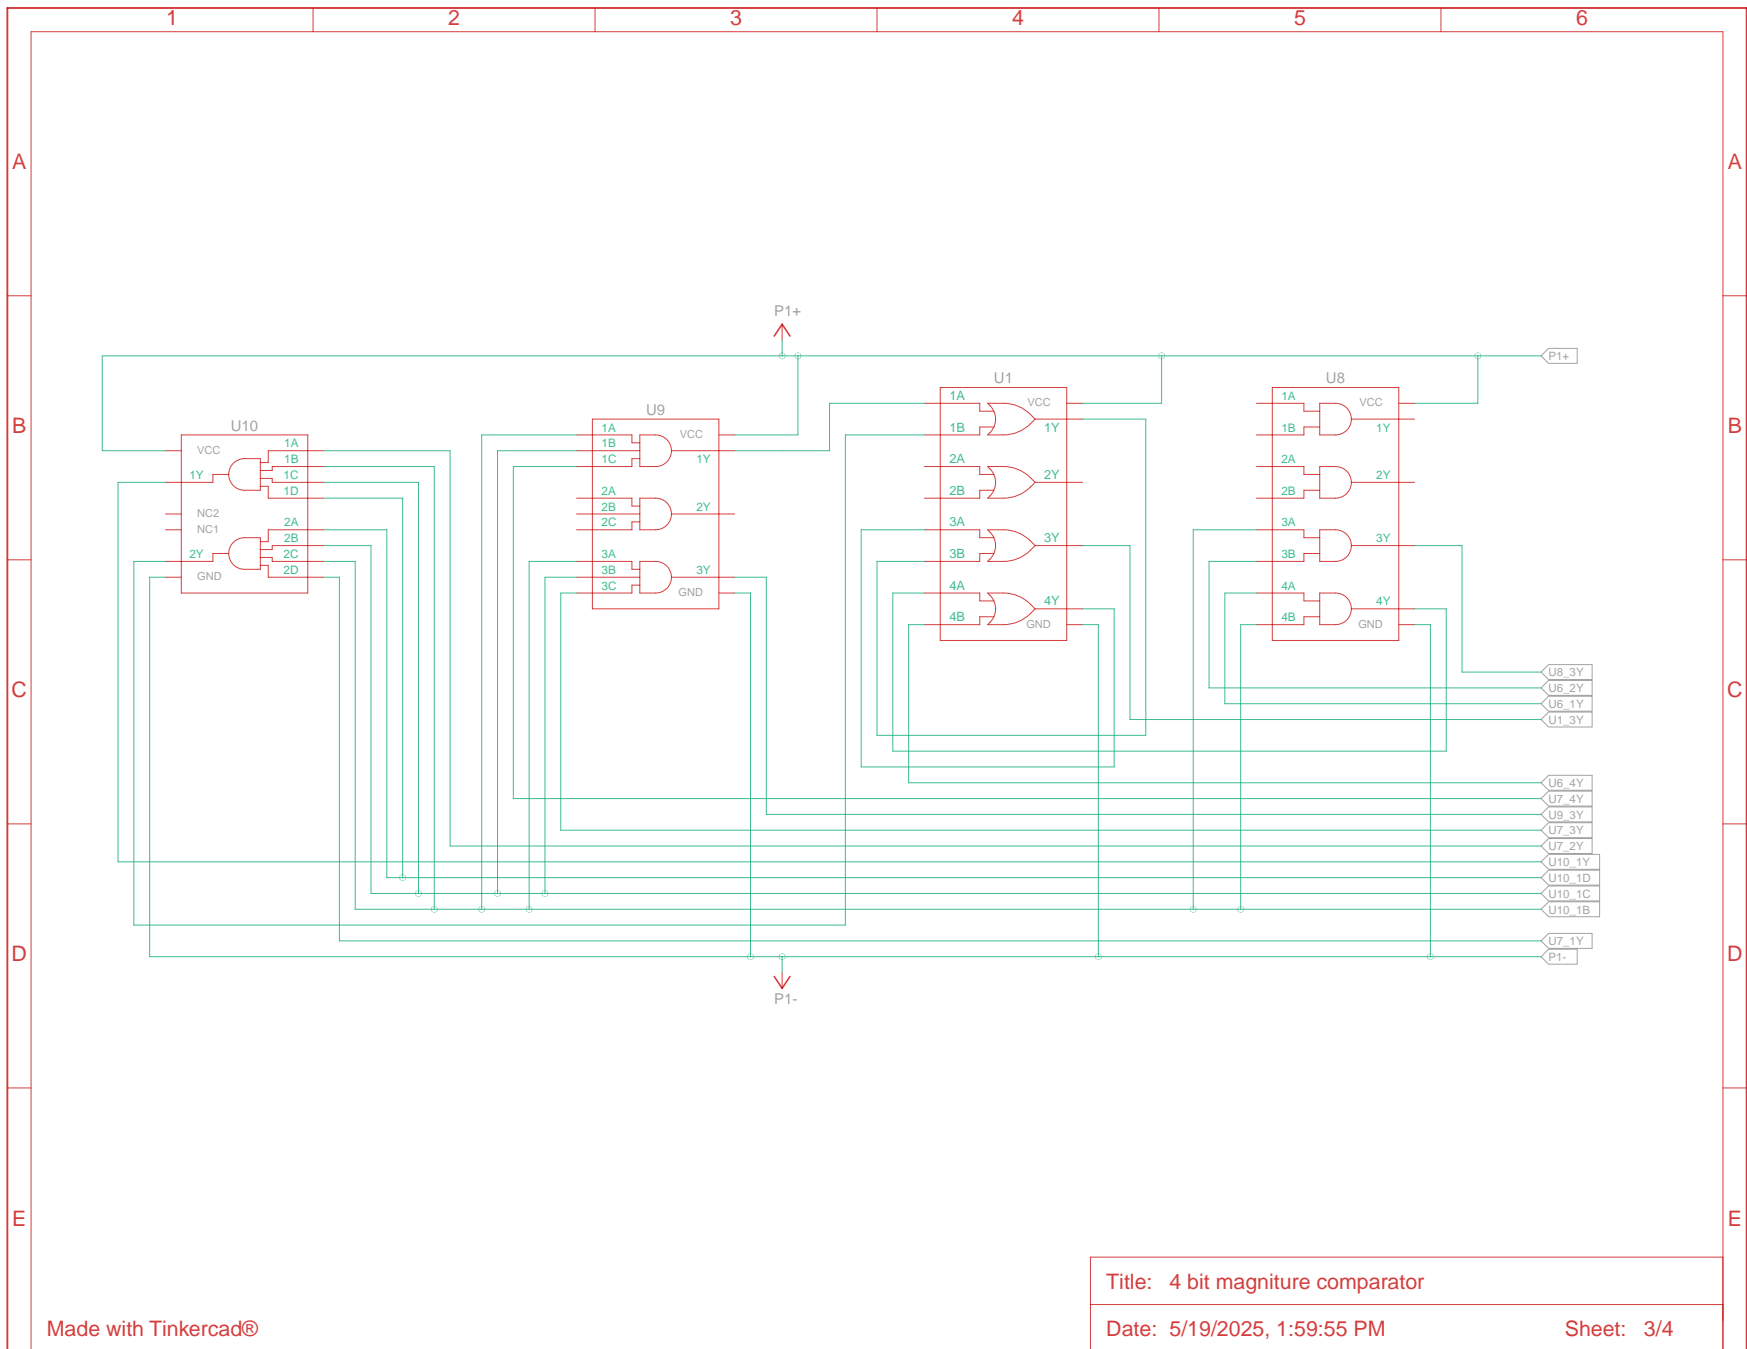 1 2 3 4 5 6
A A
P1+
P1+
U1 U8
U9
B B
U10
1A VCC 1Y
1B
2A 2Y
2B
3A 3Y
3B
4A 4Y
4B GND
1A VCC 1Y
1B
2A 2Y
2B
3A 3Y
3B
4A 4Y
4B GND
1A VCC
1B
1C 1Y
2A
2B 2Y
2C
3A
3B 3Y
3C GND
VCC 1A
1B
1Y 1C
1D
NC2
NC1 2A
2B
2Y 2C
GND 2D
C C
U8_3Y
U6_2Y
U6_1Y
U1_3Y
U6_4Y
U7_4Y
U9_3Y
U7_3Y
U7_2Y
U10_1Y
U10_1D
U10_1C
U10_1B
U7_1Y
D D
P1-
P1-
E E
Title: 4 bit magniture comparator
Made with Tinkercad®
Date: 5/19/2025, 1:59:55 PM Sheet: 3/4